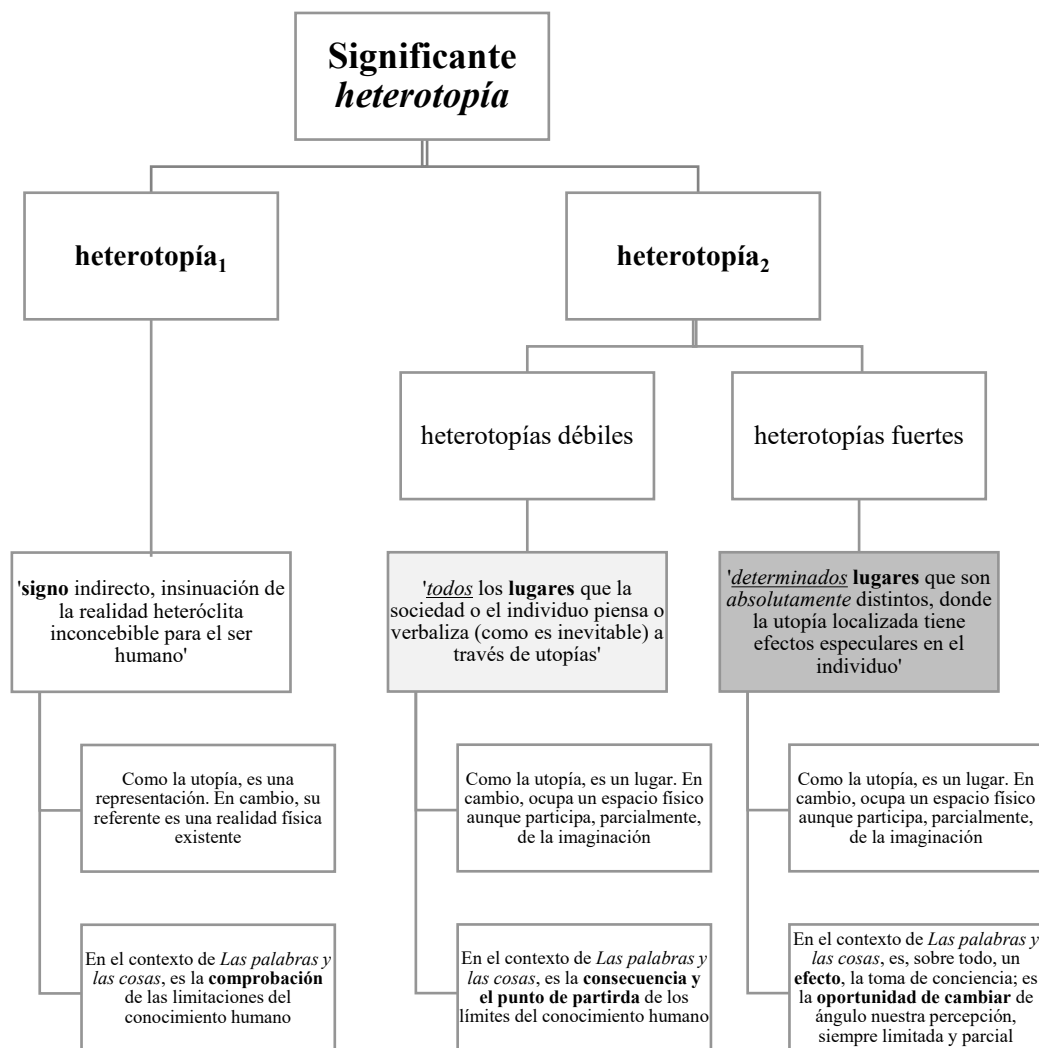 Significante
heterotopía
heterotopía₁
heterotopía₂
heterotopías débiles
heterotopías fuertes
'signo indirecto, insinuación de
la realidad heteróclita
inconcebible para el ser
humano'
'todos los lugares que la
sociedad o el individuo piensa o
verbaliza (como es inevitable) a
través de utopías'
'determinados lugares que son
absolutamente distintos, donde
la utopía localizada tiene
efectos especulares en el
individuo'
Como la utopía, es una
representación. En cambio, su
referente es una realidad física
existente
Como la utopía, es un lugar. En
cambio, ocupa un espacio físico
aunque participa, parcialmente,
de la imaginación
Como la utopía, es un lugar. En
cambio, ocupa un espacio físico
aunque participa, parcialmente,
de la imaginación
En el contexto de Las palabras y
las cosas, es la comprobación
de las limitaciones del
conocimiento humano
En el contexto de Las palabras y
las cosas, es la consecuencia y
el punto de partirda de los
límites del conocimiento humano
En el contexto de Las palabras y
las cosas, es, sobre todo, un
efecto, la toma de conciencia; es
la oportunidad de cambiar de
ángulo nuestra percepción,
siempre limitada y parcial